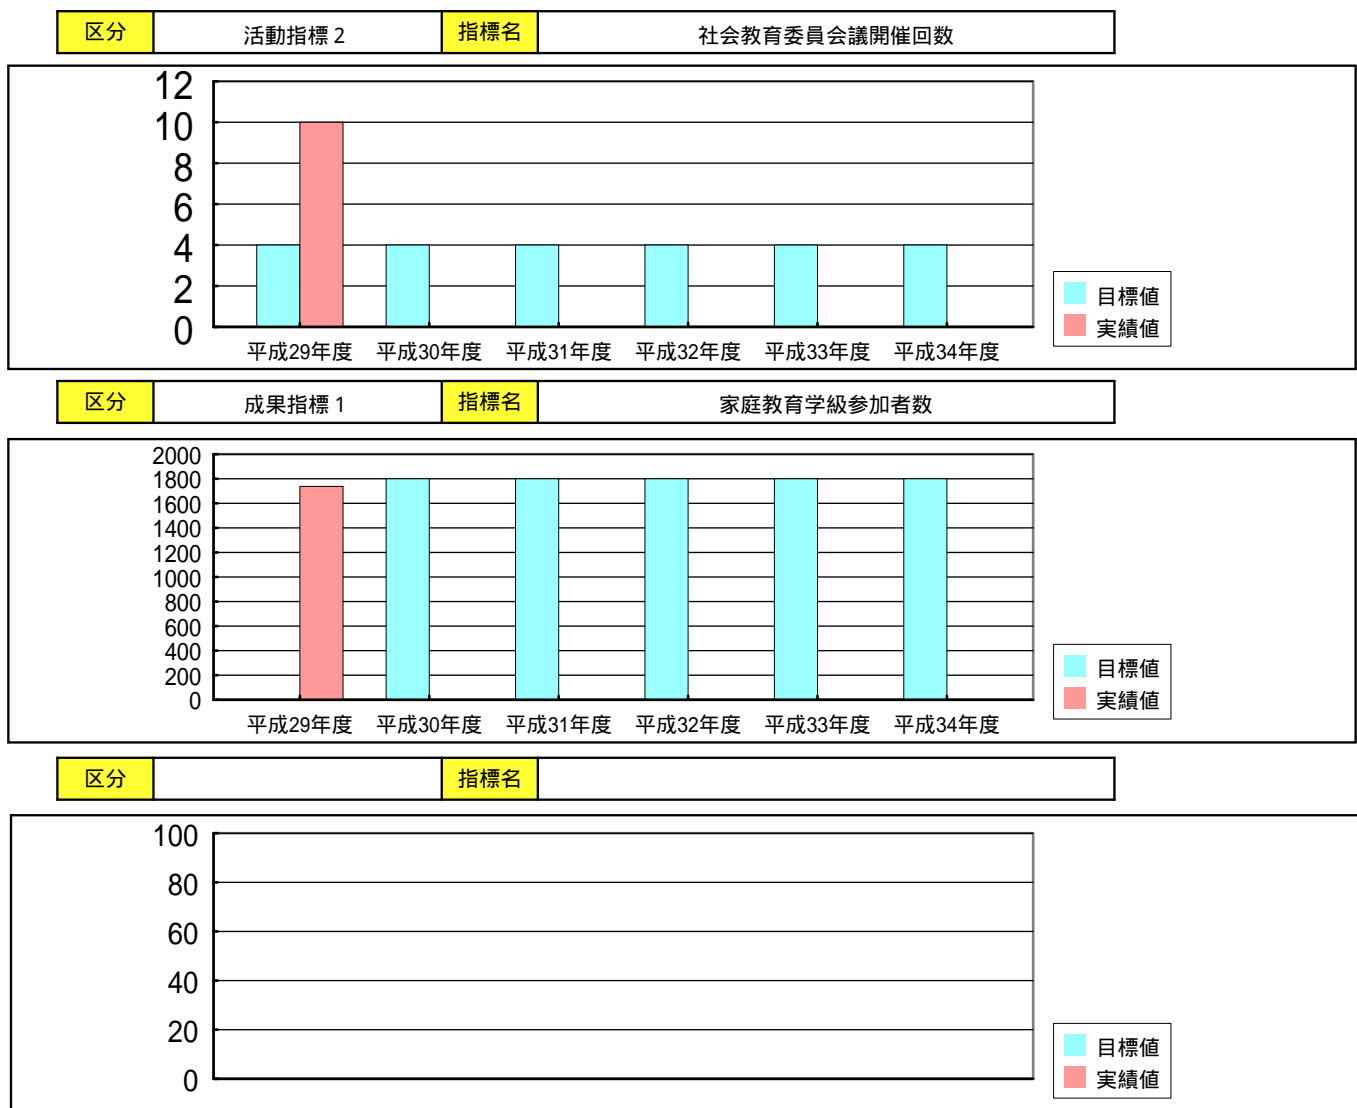 区分 活動指標２ 指標名 社会教育委員会議開催回数
12
10
8
6
4
2
0
平成29年度 平成30年度 平成31年度 平成32年度 平成33年度 平成34年度
目標値
実績値
区分 成果指標１ 指標名 家庭教育学級参加者数
2000
1800
1600
1400
1200
1000
800
600
400
200
0
平成29年度 平成30年度 平成31年度 平成32年度 平成33年度 平成34年度
目標値
実績値
区分 指標名
100
80
60
40
20
0
目標値
実績値